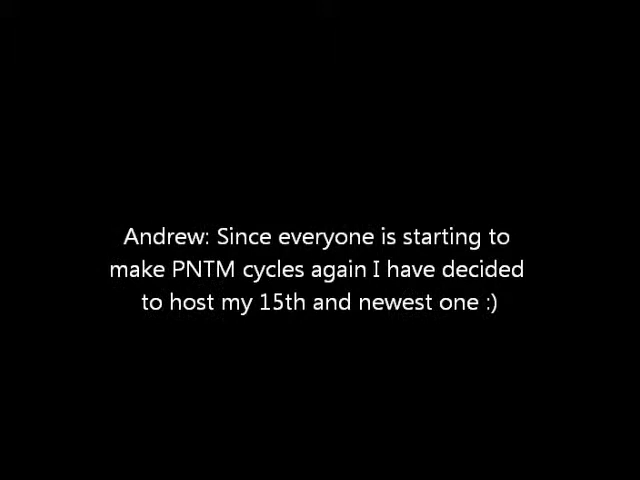 Andrew: Since everyone is starting to
make PNTM cycles again I have decided
to host my 15th and newest one :)